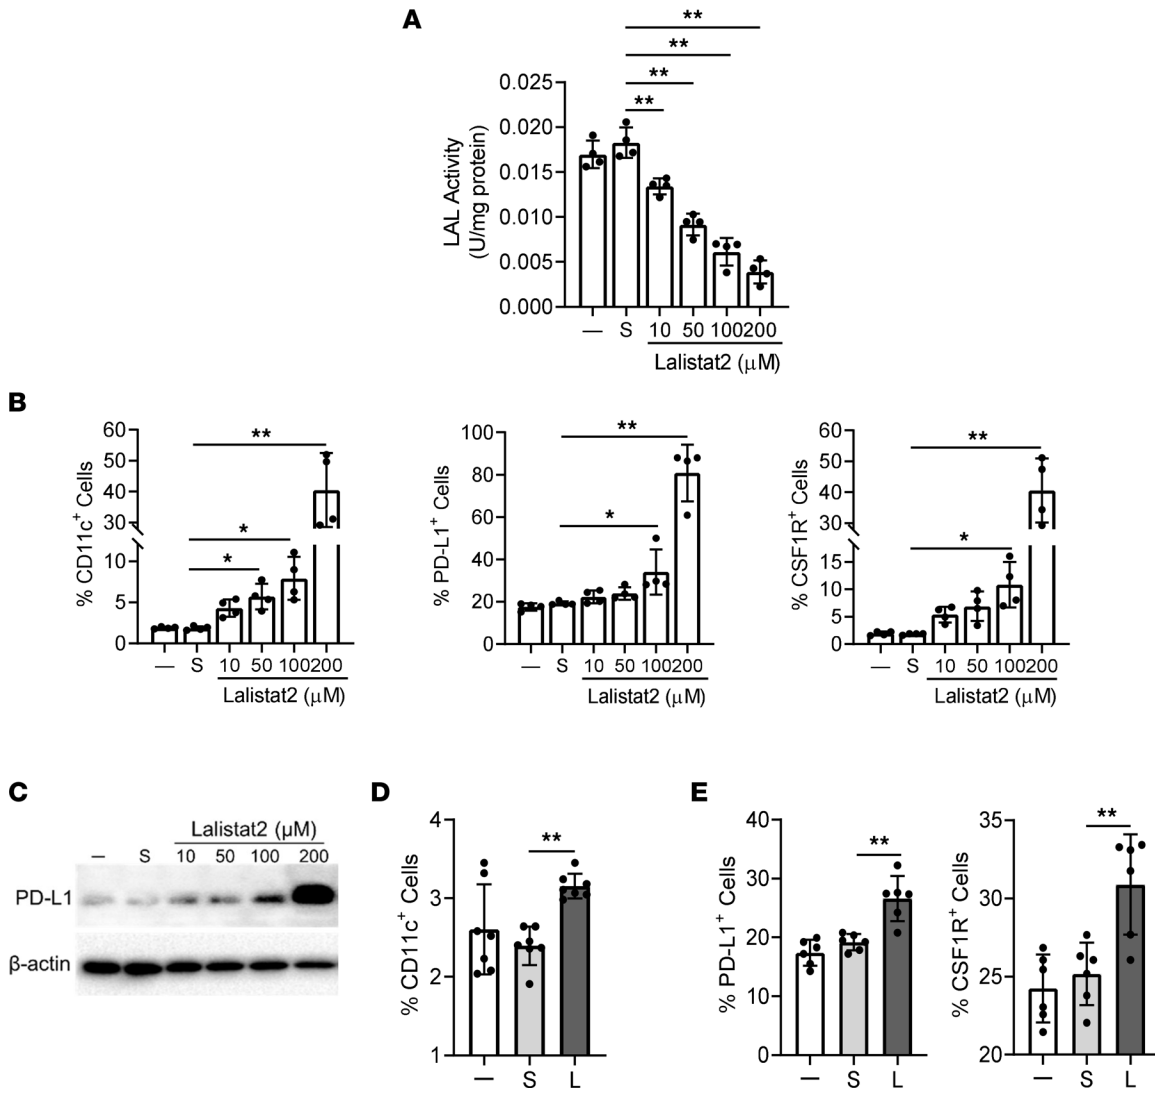 A
**
**
**
**
LAL Activity
(U/mg protein)
0.025
0.020
0.015
0.010
0.005
0.000
— S 10 50 100 200
Lalistat2 (μM)
B
% CD11c+ Cells
60
50
40
30
10
5
0
**
*
*
— S 10 50 100 200
Lalistat2 (μM)
% PD-L1+ Cells
100
80
60
40
20
0
**
*
— S 10 50 100 200
Lalistat2 (μM)
% CSF1R+ Cells
60
50
40
30
15
10
5
0
**
*
— S 10 50 100 200
Lalistat2 (μM)
C
Lalistat2 (μM)
— S 10 50 100 200
PD-L1
β-actin
D
% CD11c+ Cells
4
3
2
1
**
— S L
E
% PD-L1+ Cells
40
30
20
10
0
**
— S L
% CSF1R+ Cells
35
30
25
20
**
— S L